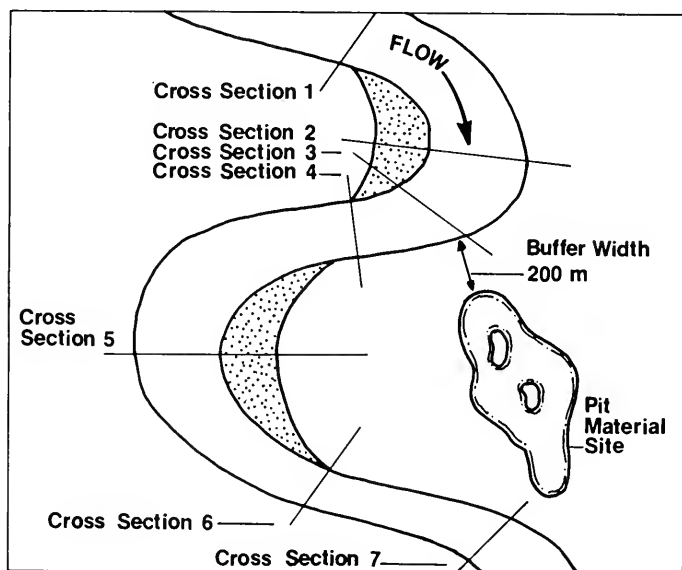 FLOW
Cross Section 1
Cross Section 2
Cross Section 3
Cross Section 4
Buffer Width
200 m
Cross
Section 5
Pit
Material
Site
Cross Section 6
Cross Section 7